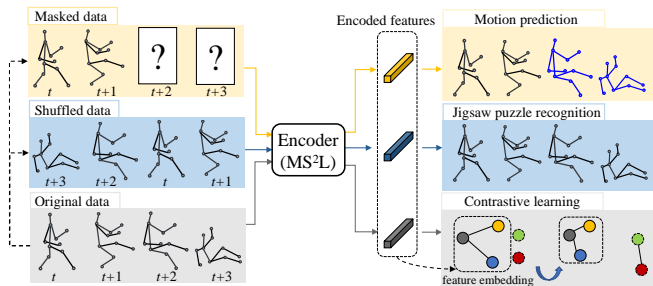 Masked data
? ?
t t+1 t+2 t+3
Shuffled data
t+3 t+2 t t+1
Original data
t t+1 t+2 t+3
Encoder
(MS²L)
Encoded features
Motion prediction
Jigsaw puzzle recognition
Contrastive learning
feature embedding